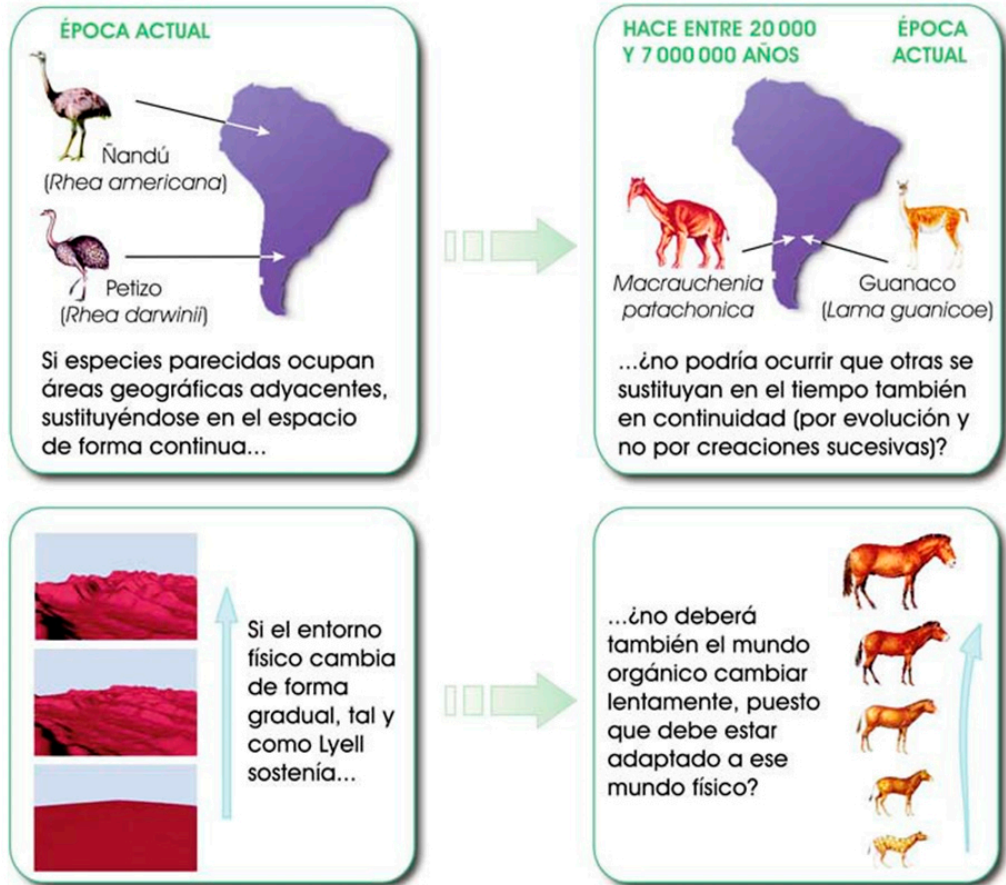 ÉPOCA ACTUAL
Ñandú
(Rhea americana)
Petizo
(Rhea darwinii)
Si especies parecidas ocupan
áreas geográficas adyacentes,
sustituyéndose en el espacio
de forma continua...
HACE ENTRE 20 000
Y 7 000 000 AÑOS
ÉPOCA
ACTUAL
Macrauchenia
patachonica
Guanaco
(Lama guanicoe)
...¿no podría ocurrir que otras se
sustituyan en el tiempo también
en continuidad (por evolución y
no por creaciones sucesivas)?
Si el entorno
físico cambia
de forma
gradual, tal y
como Lyell
sostenía...
...¿no deberá
también el mundo
orgánico cambiar
lentamente, puesto
que debe estar
adaptado a ese
mundo físico?